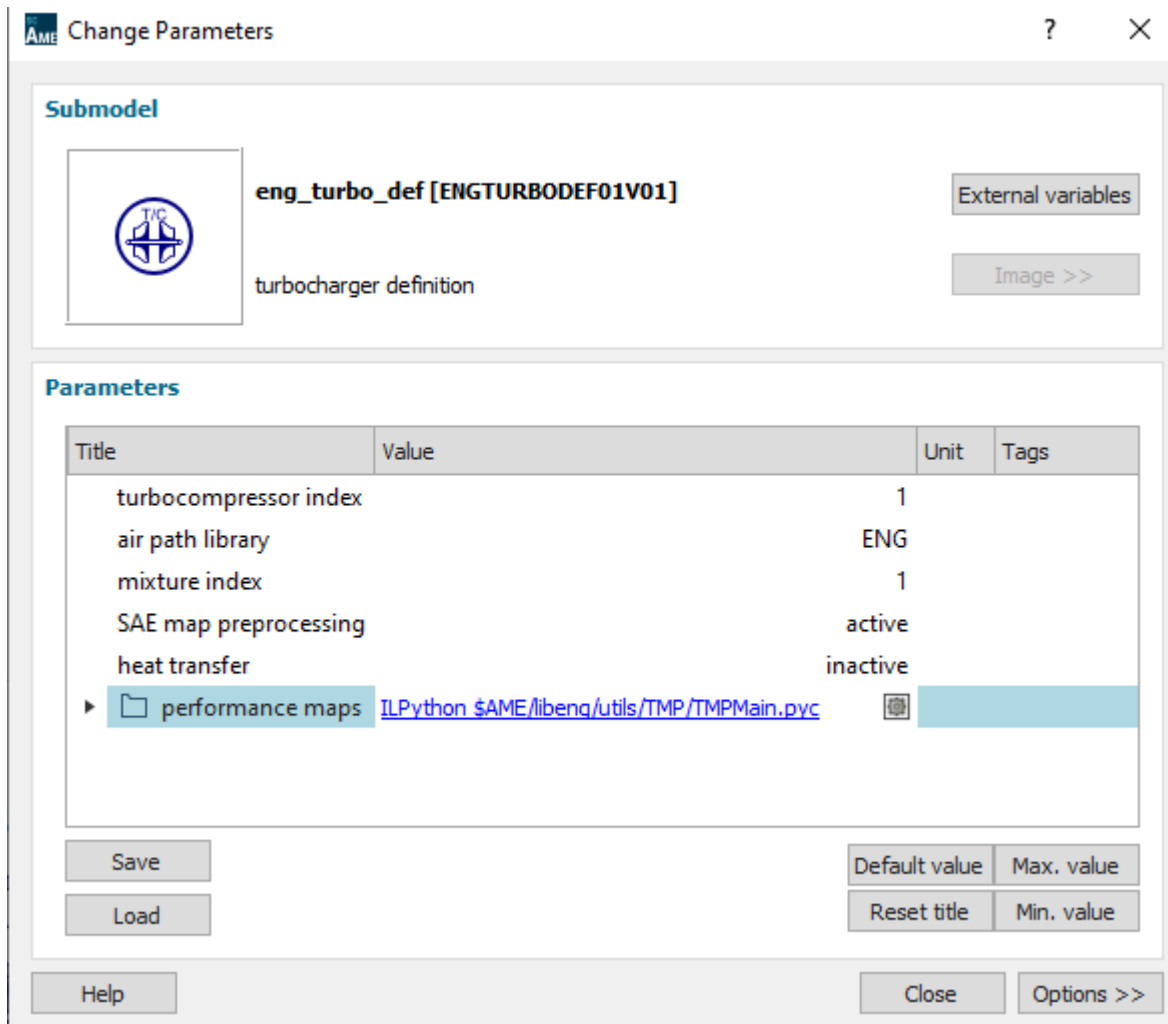 SC
AME Change Parameters ? ×
Submodel
T/C
eng_turbo_def [ENGTURBODEF01V01]
External variables
turbocharger definition
Image >>
Parameters
Title Value Unit Tags
turbocompressor index 1
air path library ENG
mixture index 1
SAE map preprocessing active
heat transfer inactive
performance maps ILPython $AME/libeng/utils/TMP/TMPMain.pyc
Save Default value Max. value
Load Reset title Min. value
Help Close Options >>